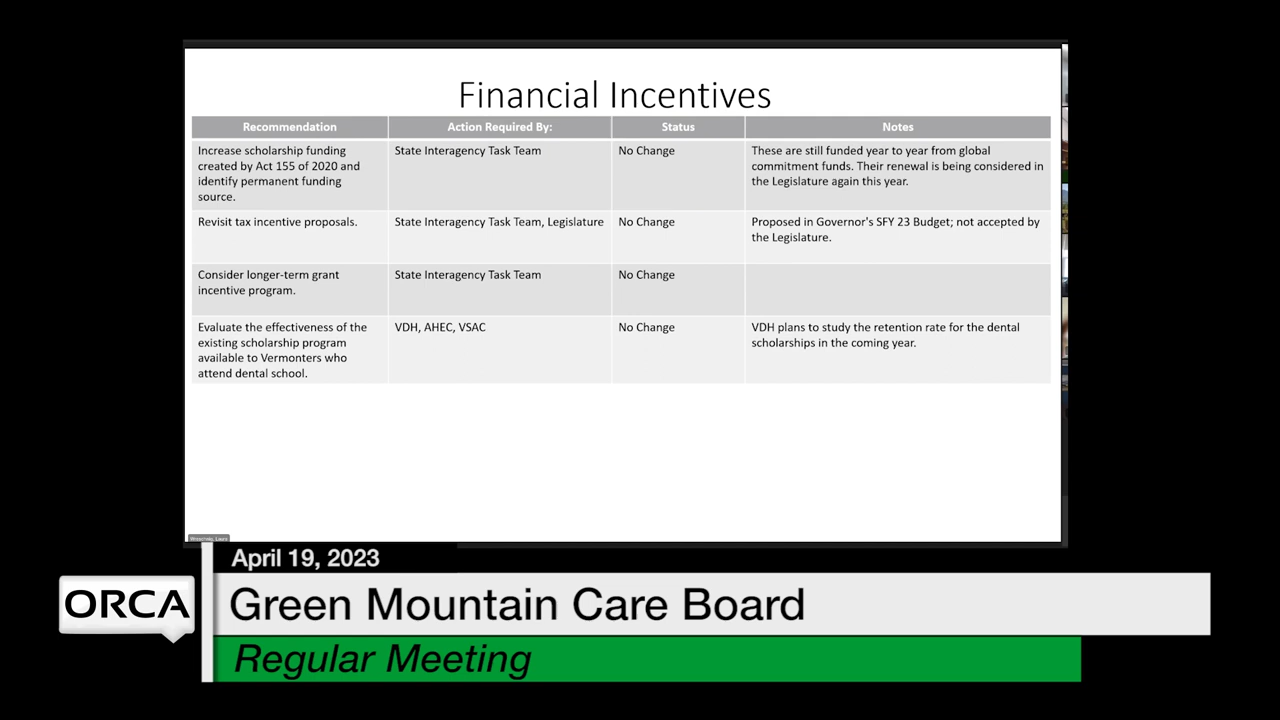 Financial Incentives
Recommendation
Action Required By:
Status
Notes
Increase scholarship funding
created by Act 155 of 2020 and
identify permanent funding
source.
State Interagency Task Team
No Change
These are still funded year to year from global
commitment funds. Their renewal is being considered in
the Legislature again this year.
Revisit tax incentive proposals.
State Interagency Task Team, Legislature
No Change
Proposed in Governor's SFY 23 Budget; not accepted by
the Legislature.
Consider longer-term grant
incentive program.
State Interagency Task Team
No Change
Evaluate the effectiveness of the
existing scholarship program
available to Vermonters who
attend dental school.
VDH, AHEC, VSAC
No Change
VDH plans to study the retention rate for the dental
scholarships in the coming year.
April 19, 2023
ORCA
Green Mountain Care Board
Regular Meeting